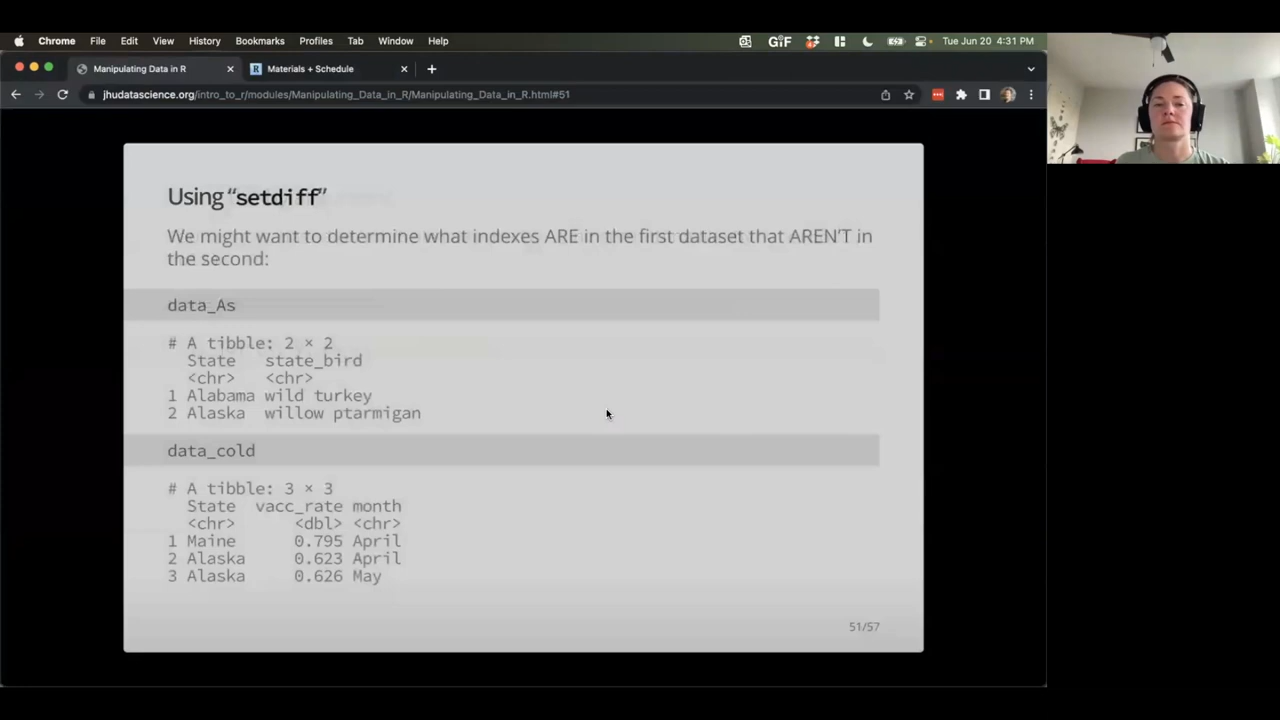 Chrome File Edit View History Bookmarks Profiles Tab Window Help GIF Tue Jun 20 4:31 PM
Manipulating Data in R Materials + Schedule
jhudatascience.org/intro_to_r/modules/Manipulating_Data_in_R/Manipulating_Data_in_R.html#51
Using “setdiff”
We might want to determine what indexes ARE in the first dataset that AREN’T in
the second:
data_As
# A tibble: 2 × 2
State state_bird
<chr> <chr>
1 Alabama wild turkey
2 Alaska willow ptarmigan
data_cold
# A tibble: 3 × 3
State vacc_rate month
<chr> <dbl> <chr>
1 Maine 0.795 April
2 Alaska 0.623 April
3 Alaska 0.626 May
51/57